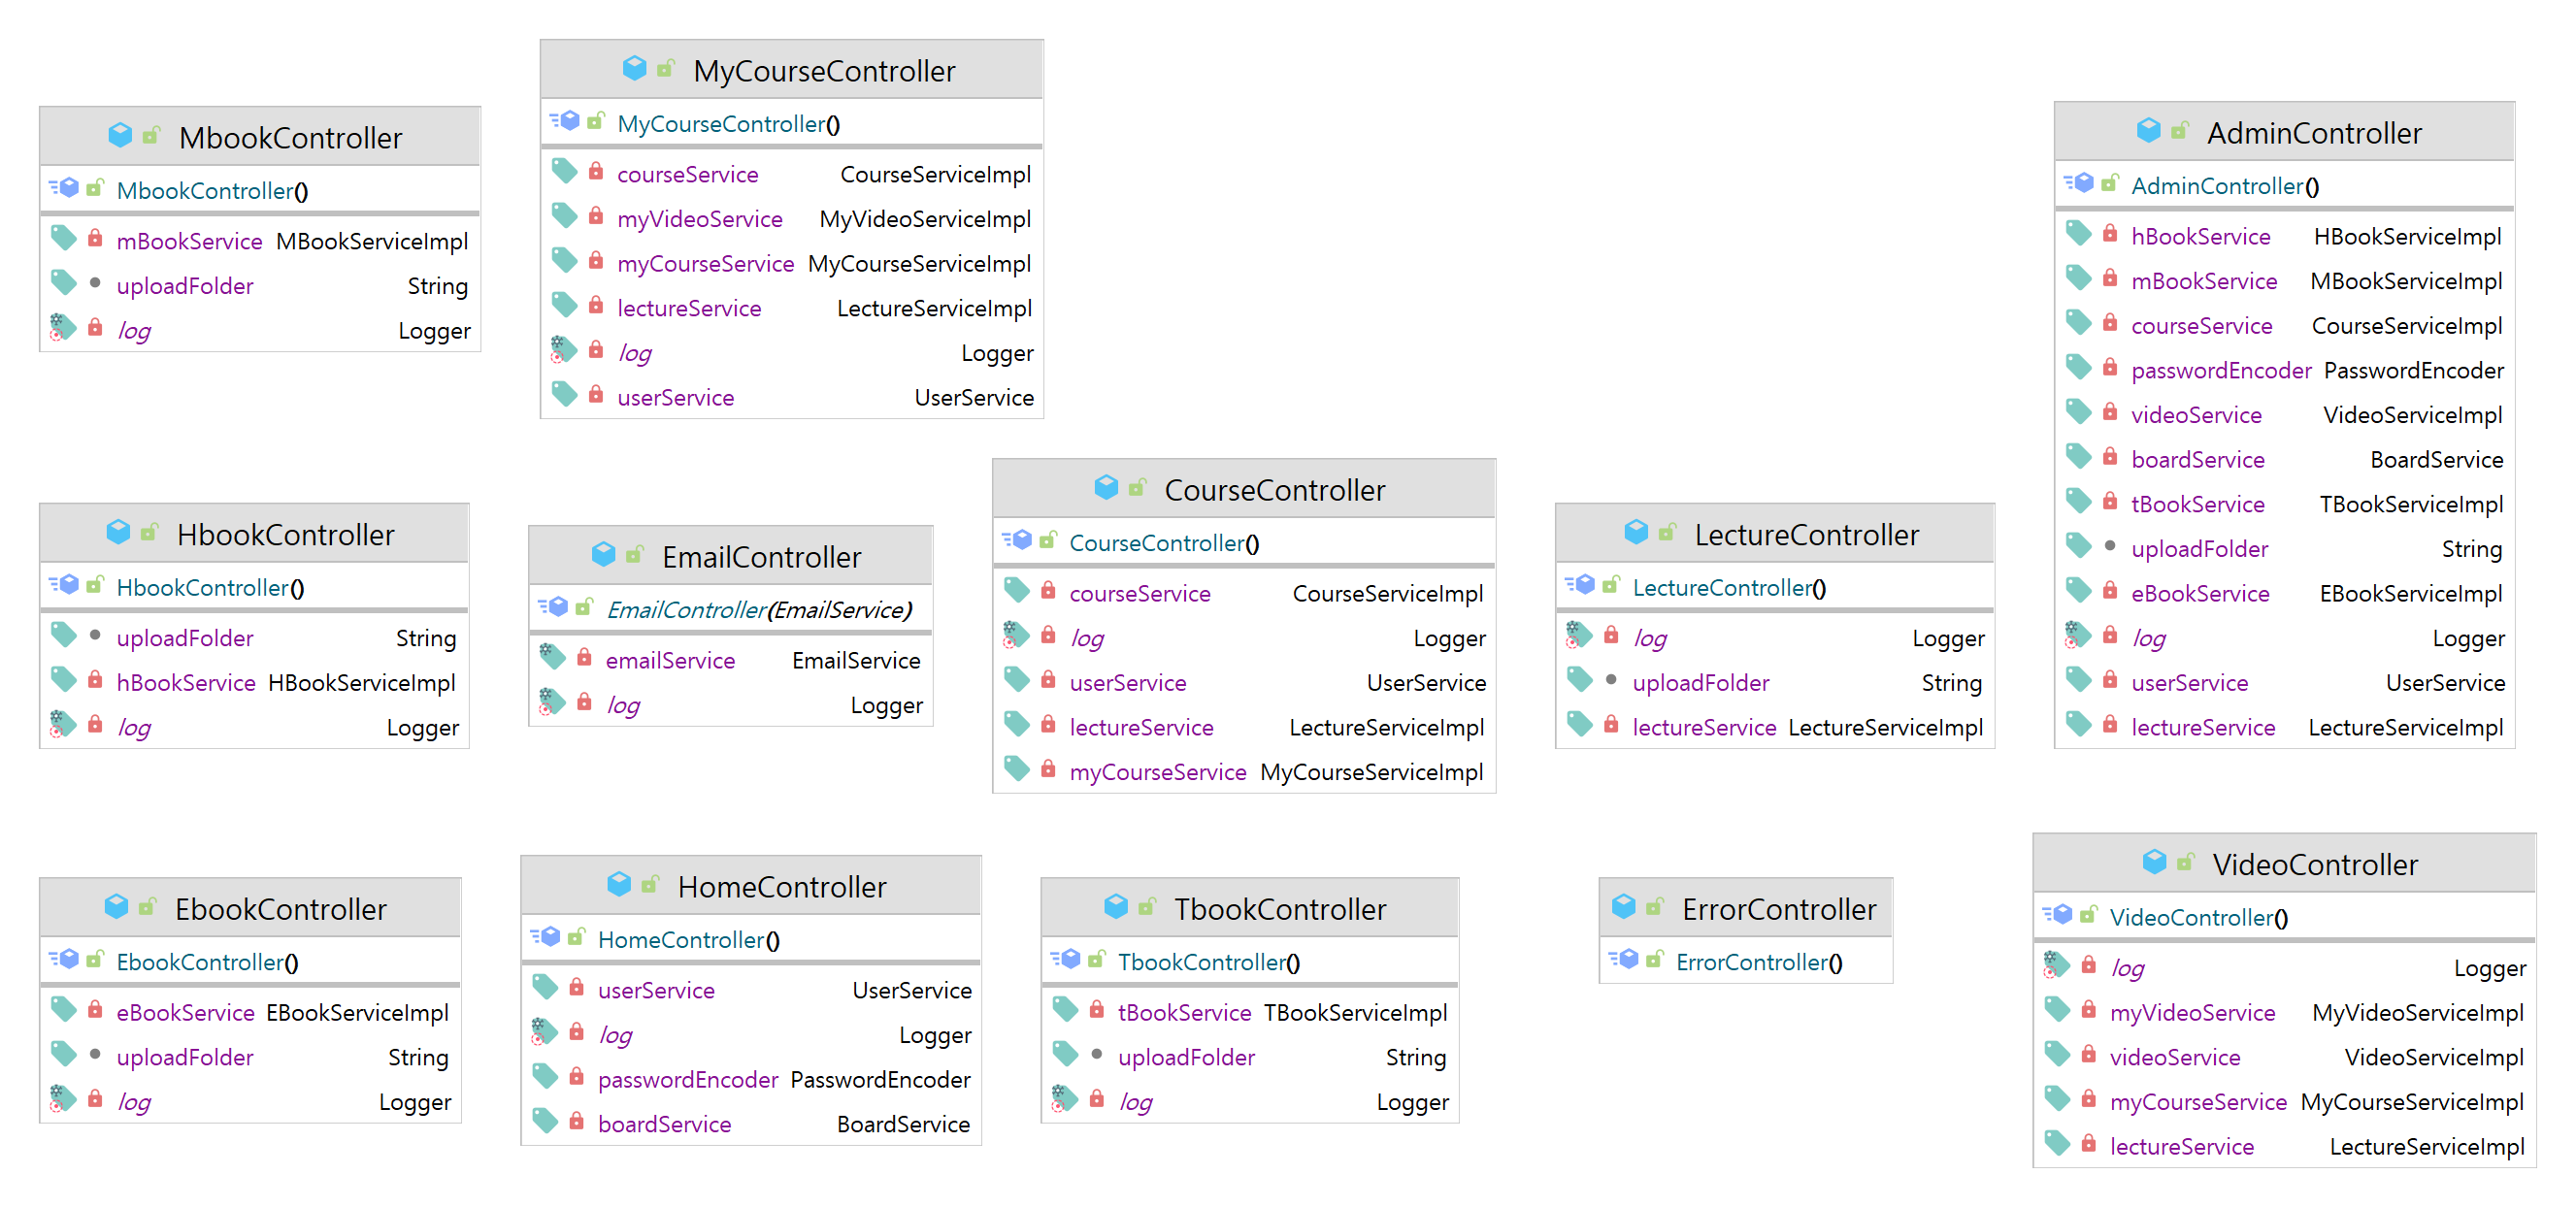 MbookController
MbookController()
mBookService MBookServiceImpl
uploadFolder String
log Logger
MyCourseController
MyCourseController()
courseService CourseServiceImpl
myVideoService MyVideoServiceImpl
myCourseService MyCourseServiceImpl
lectureService LectureServiceImpl
log Logger
userService UserService
AdminController
AdminController()
hBookService HBookServiceImpl
mBookService MBookServiceImpl
courseService CourseServiceImpl
passwordEncoder PasswordEncoder
videoService VideoServiceImpl
boardService BoardService
tBookService TBookServiceImpl
uploadFolder String
eBookService EBookServiceImpl
log Logger
userService UserService
lectureService LectureServiceImpl
HbookController
HbookController()
uploadFolder String
hBookService HBookServiceImpl
log Logger
EmailController
EmailController(EmailService)
emailService EmailService
log Logger
CourseController
CourseController()
courseService CourseServiceImpl
log Logger
userService UserService
lectureService LectureServiceImpl
myCourseService MyCourseServiceImpl
LectureController
LectureController()
log Logger
uploadFolder String
lectureService LectureServiceImpl
EbookController
EbookController()
eBookService EBookServiceImpl
uploadFolder String
log Logger
HomeController
HomeController()
userService UserService
log Logger
passwordEncoder PasswordEncoder
boardService BoardService
TbookController
TbookController()
tBookService TBookServiceImpl
uploadFolder String
log Logger
ErrorController
ErrorController()
VideoController
VideoController()
log Logger
myVideoService MyVideoServiceImpl
videoService VideoServiceImpl
myCourseService MyCourseServiceImpl
lectureService LectureServiceImpl